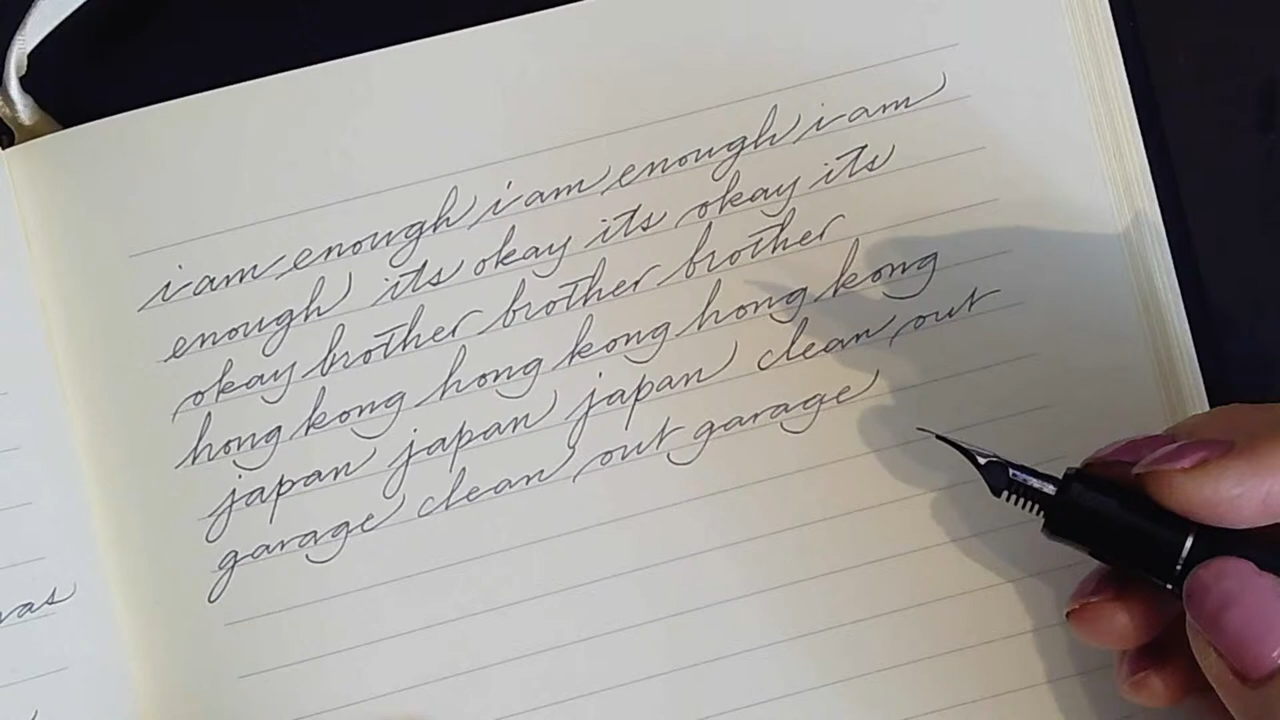 i am enough i am enough i am
enough its okay its okay its
okay brother brother brother
hong kong hong kong hong kong
japan japan japan clean out
garage clean out garage